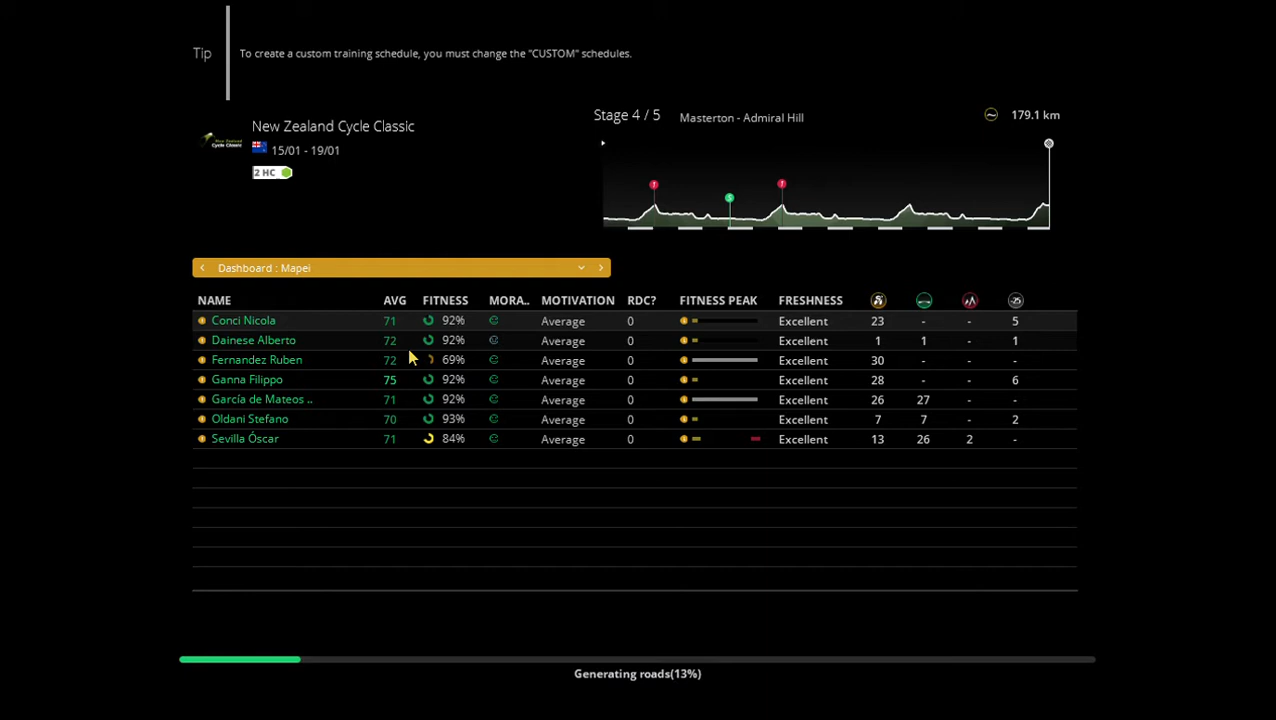 Tip
To create a custom training schedule, you must change the "CUSTOM" schedules.
New Zealand Cycle Classic
15/01 - 19/01
2 HC
Stage 4 / 5 Masterton - Admiral Hill 179.1 km
Dashboard : Mapei
NAME AVG FITNESS MORA.. MOTIVATION RDC? FITNESS PEAK FRESHNESS -25
Conci Nicola 71 92% Average 0 Excellent 23 - - 5
Dainese Alberto 72 92% Average 0 Excellent 1 1 - 1
Fernandez Ruben 72 69% Average 0 Excellent 30 - - -
Ganna Filippo 75 92% Average 0 Excellent 28 - - 6
García de Mateos .. 71 92% Average 0 Excellent 26 27 - -
Oldani Stefano 70 93% Average 0 Excellent 7 7 - 2
Sevilla Óscar 71 84% Average 0 Excellent 13 26 2 -
Generating roads(13%)